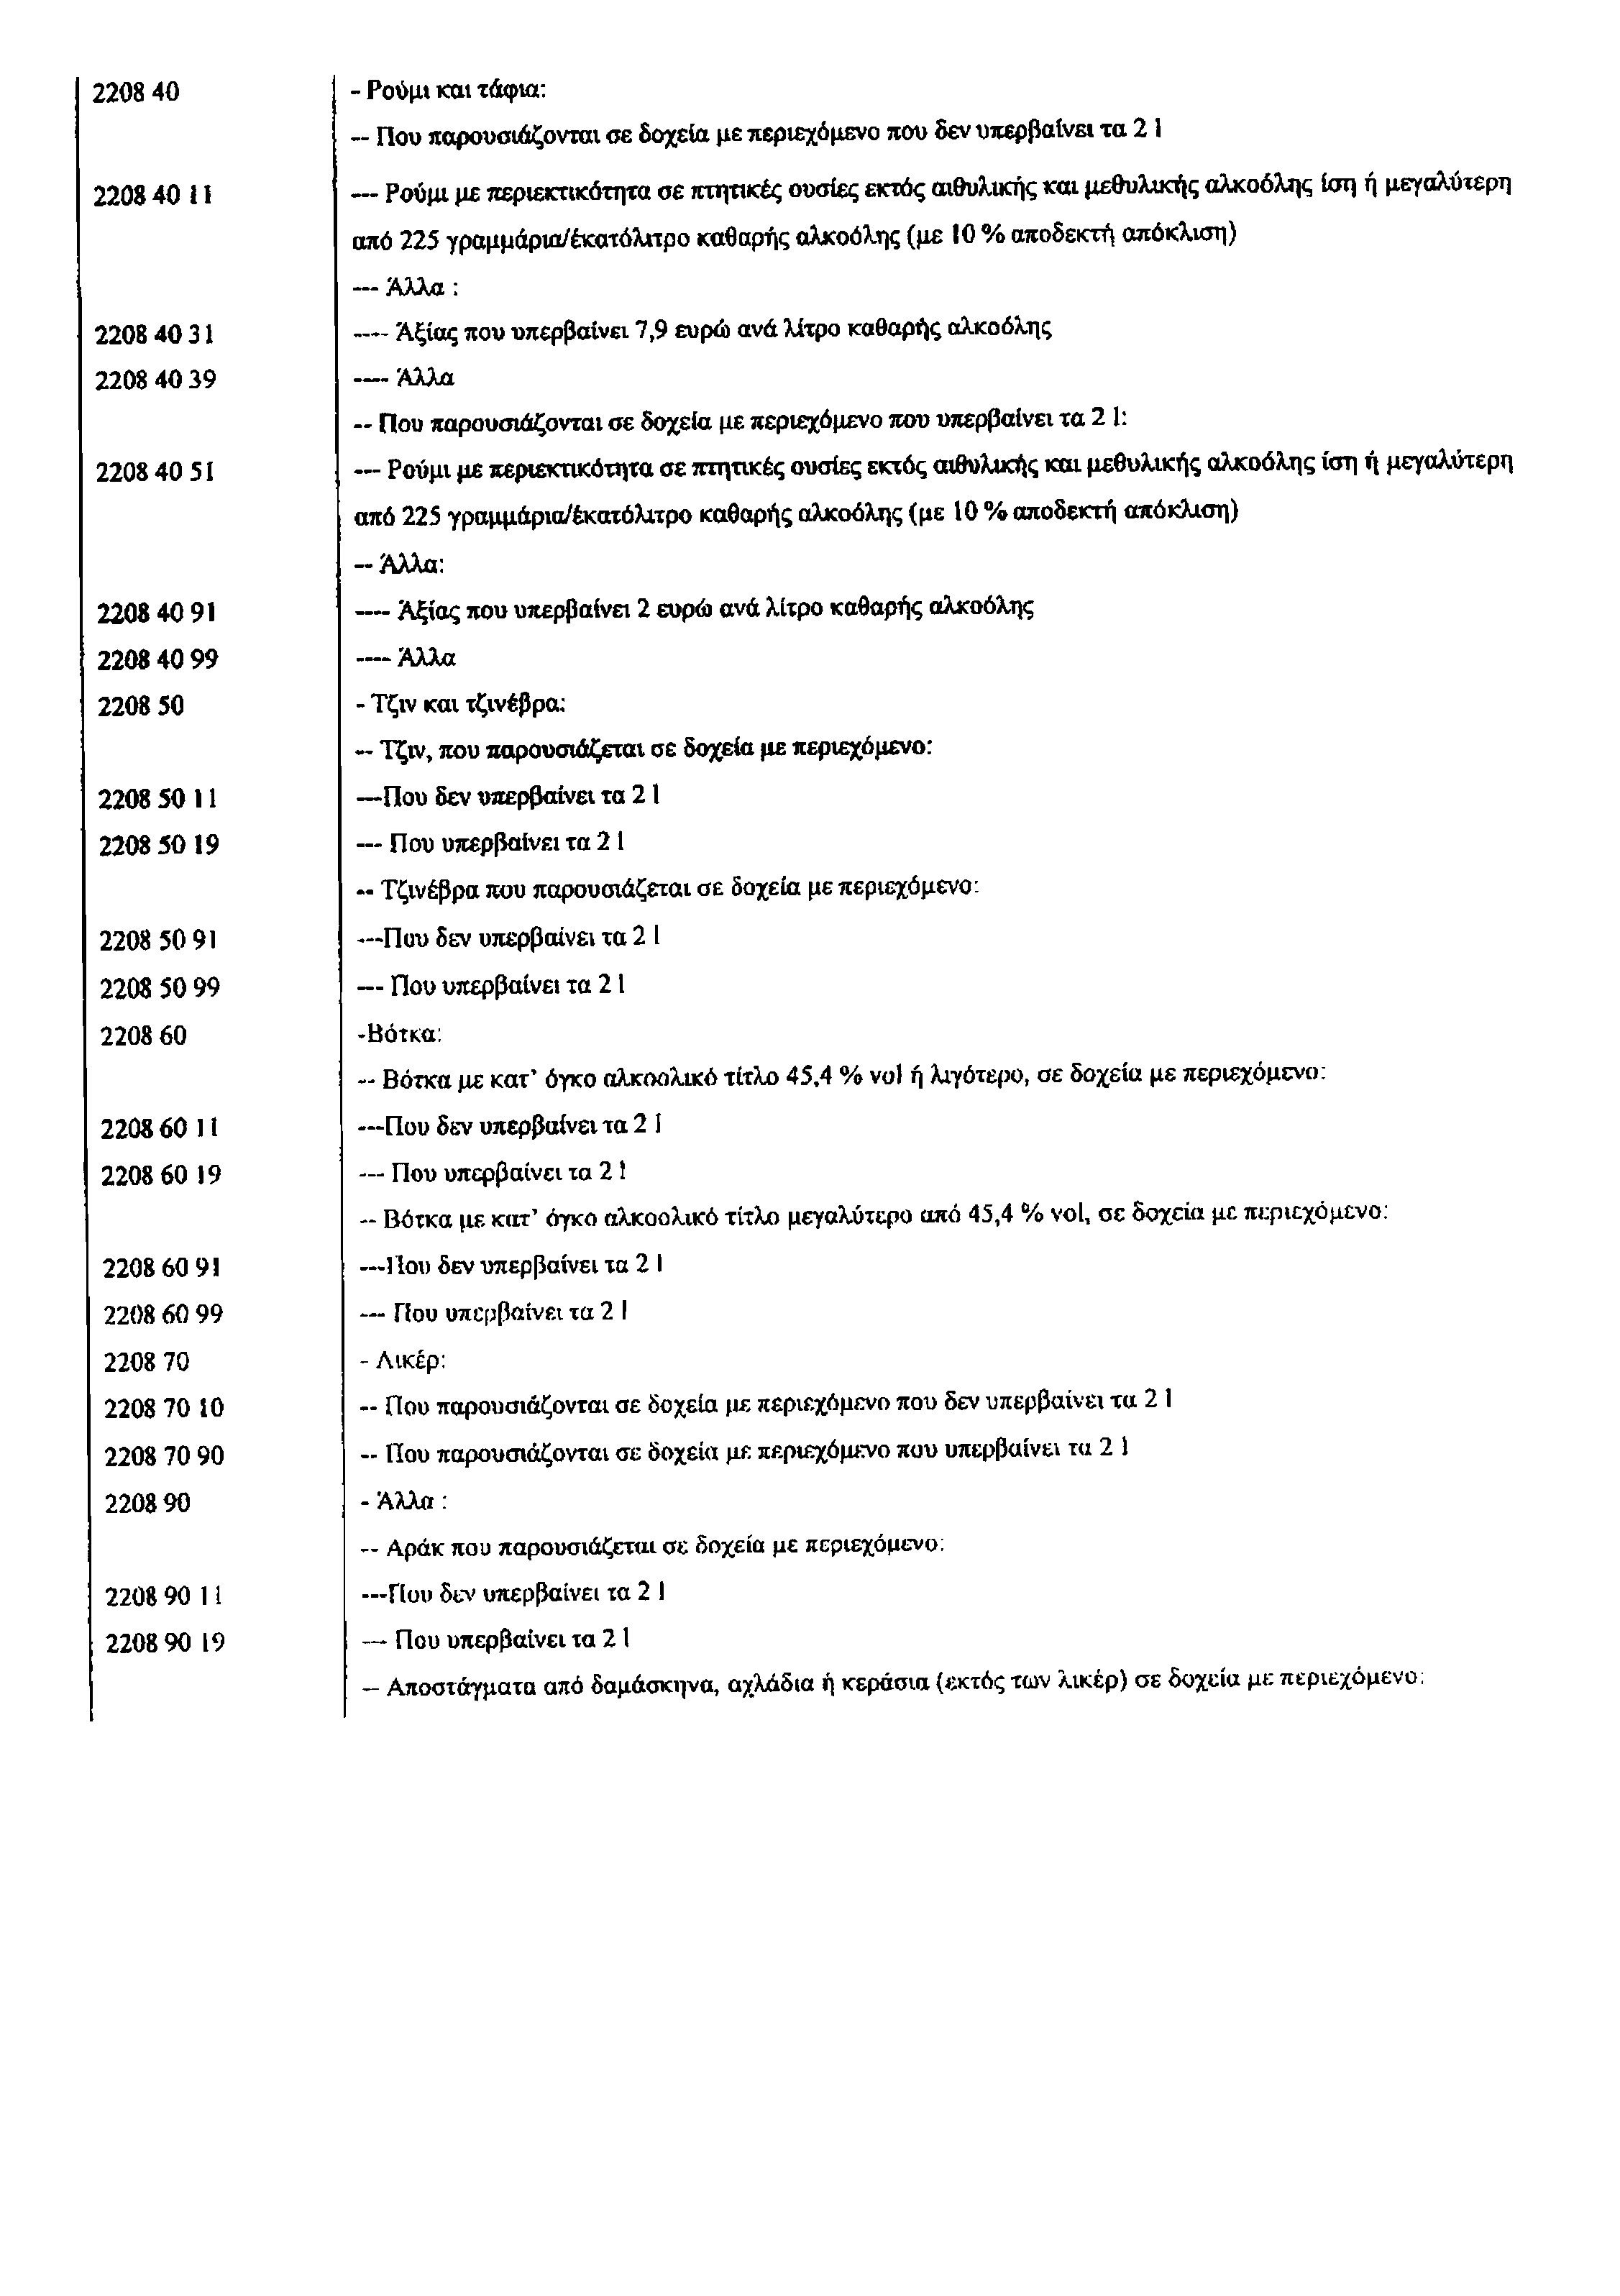 2208 40 - Ρούμι και τάφια:
-- Που παρουσιάζονται σε δοχεία με περιεχόμενο που δεν υπερβαίνει τα 2 l
2208 40 11 --- Ρούμι με περιεκτικότητα σε πτητικές ουσίες εκτός αιθυλικής και μεθυλικής αλκοόλης ίση ή μεγαλύτερη
από 225 γραμμάρια/έκατόλιτρο καθαρής αλκοόλης (με 10 % αποδεκτή απόκλιση)
--- Άλλα :
2208 40 31 ---- Άξίας που υπερβαίνει 7,9 ευρώ ανά λίτρο καθαρής αλκοόλης
2208 40 39 ---- Άλλα
-- Που παρουσιάζονται σε δοχεία με περιεχόμενο που υπερβαίνει τα 2 l:
2208 40 51 --- Ρούμι με περιεκτικότητα σε πτητικές ουσίες εκτός αιθυλικής και μεθυλικής αλκοόλης ίση ή μεγαλύτερη
από 225 γραμμάρια/έκατόλιτρο καθαρής αλκοόλης (με 10 % αποδεκτή απόκλιση)
-- Άλλα:
2208 40 91 ---- Άξίας που υπερβαίνει 2 ευρώ ανά λίτρο καθαρής αλκοόλης
2208 40 99 ---- Άλλα
2208 50 - Τζιν και τζινέβρα:
-- Τζιν, που παρουσιάζεται σε δοχεία με περιεχόμενο:
2208 50 11 ---Που δεν υπερβαίνει τα 2 l
2208 50 19 --- Που υπερβαίνει τα 2 l
-- Τζινέβρα που παρουσιάζεται σε δοχεία με περιεχόμενο:
2208 50 91 ---Που δεν υπερβαίνει τα 2 l
2208 50 99 --- Που υπερβαίνει τα 2 l
2208 60 -Βότκα:
-- Βότκα με κατ’ όγκο αλκοολικό τίτλο 45,4 % vol ή λιγότερο, σε δοχεία με περιεχόμενο:
2208 60 11 ---Που δεν υπερβαίνει τα 2 l
2208 60 19 --- Που υπερβαίνει τα 2 l
-- Βότκα με κατ’ όγκο αλκοολικό τίτλο μεγαλύτερο από 45,4 % vol, σε δοχεία με περιεχόμενο:
2208 60 91 ---Που δεν υπερβαίνει τα 2 l
2208 60 99 --- Που υπερβαίνει τα 2 l
2208 70 - Λικέρ:
2208 70 10 -- Που παρουσιάζονται σε δοχεία με περιεχόμενο που δεν υπερβαίνει τα 2 l
2208 70 90 -- Που παρουσιάζονται σε δοχεία με περιεχόμενο που υπερβαίνει τα 2 l
2208 90 - Άλλα :
-- Αράκ που παρουσιάζεται σε δοχεία με περιεχόμενο:
2208 90 11 ---Που δεν υπερβαίνει τα 2 l
2208 90 19 --- Που υπερβαίνει τα 2 l
-- Αποστάγματα από δαμάσκηνα, αχλάδια ή κεράσια (εκτός των λικέρ) σε δοχεία με περιεχόμενο: